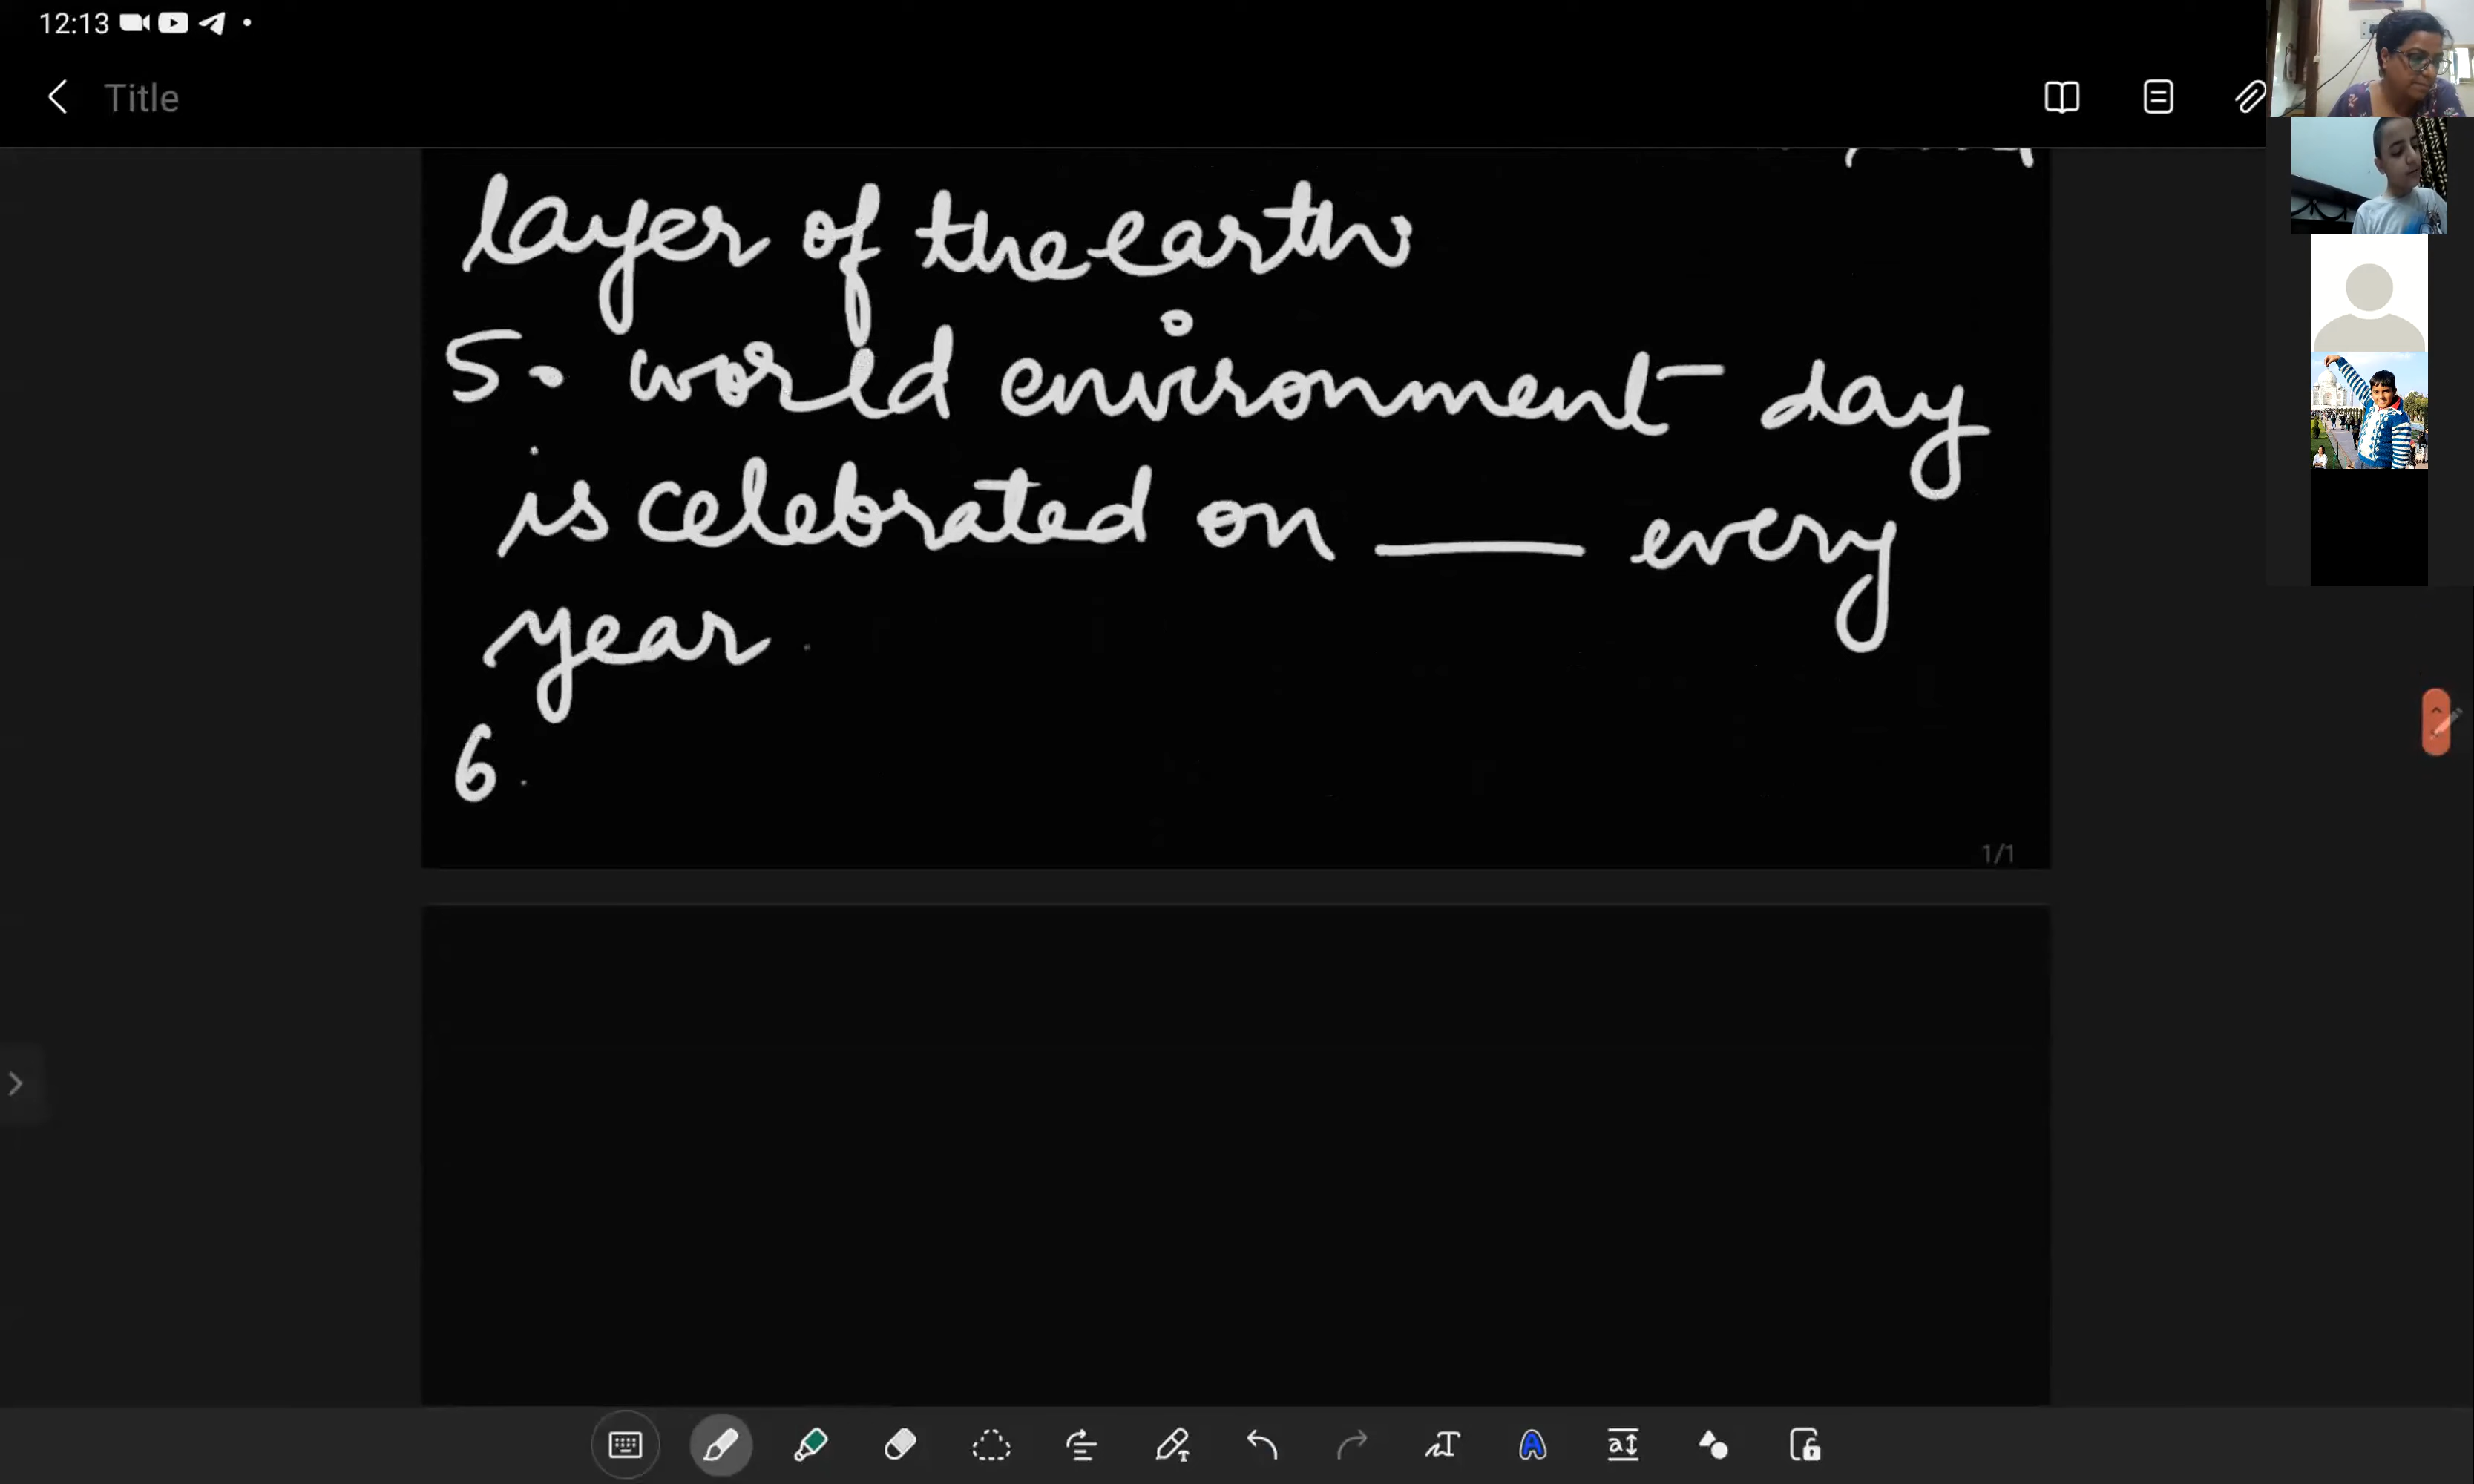 12:13
Title
layer of the earth.
5. world environment day
is celebrated on ____ every
year.
6.
1/1